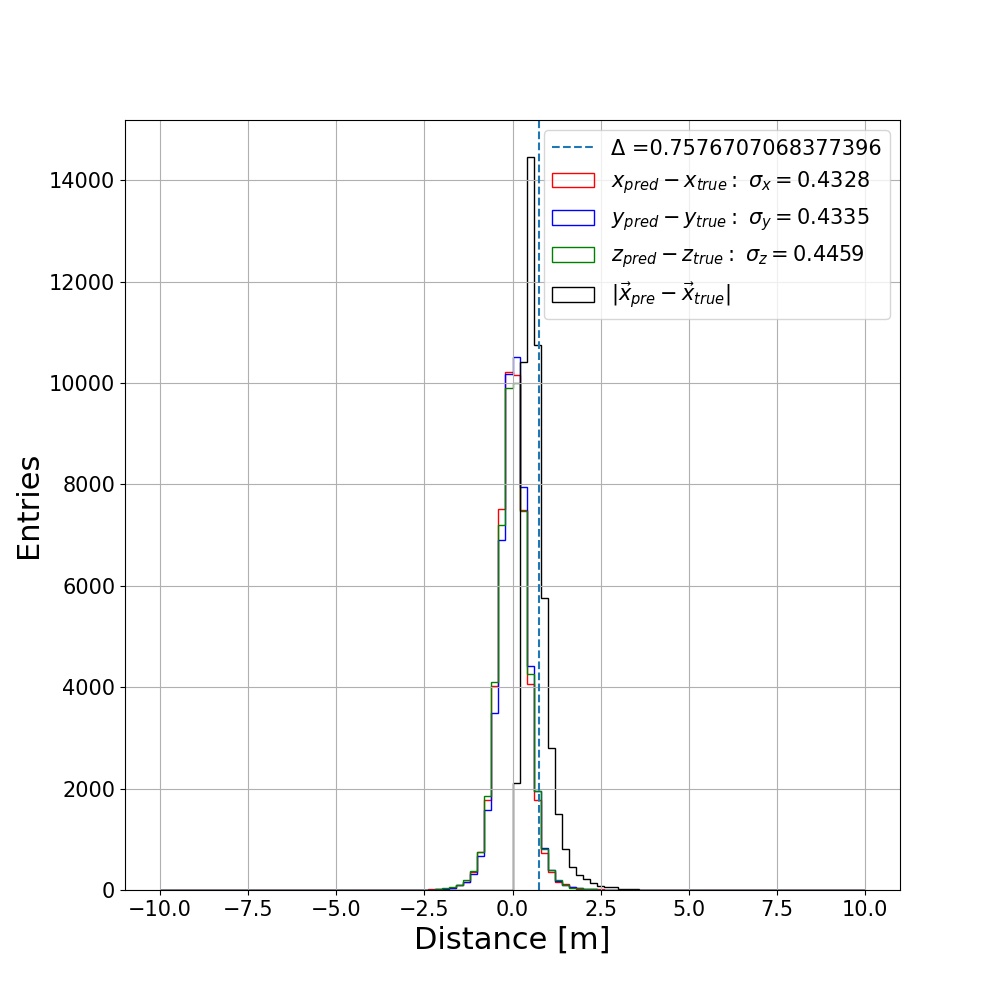 Δ =0.7576707068377396
x_pred − x_true : σ_x = 0.4328
y_pred − y_true : σ_y = 0.4335
z_pred − z_true : σ_z = 0.4459
|x⃗_pre − x⃗_true|
14000
12000
10000
8000
6000
4000
2000
0
Entries
−10.0 −7.5 −5.0 −2.5 0.0 2.5 5.0 7.5 10.0
Distance [m]